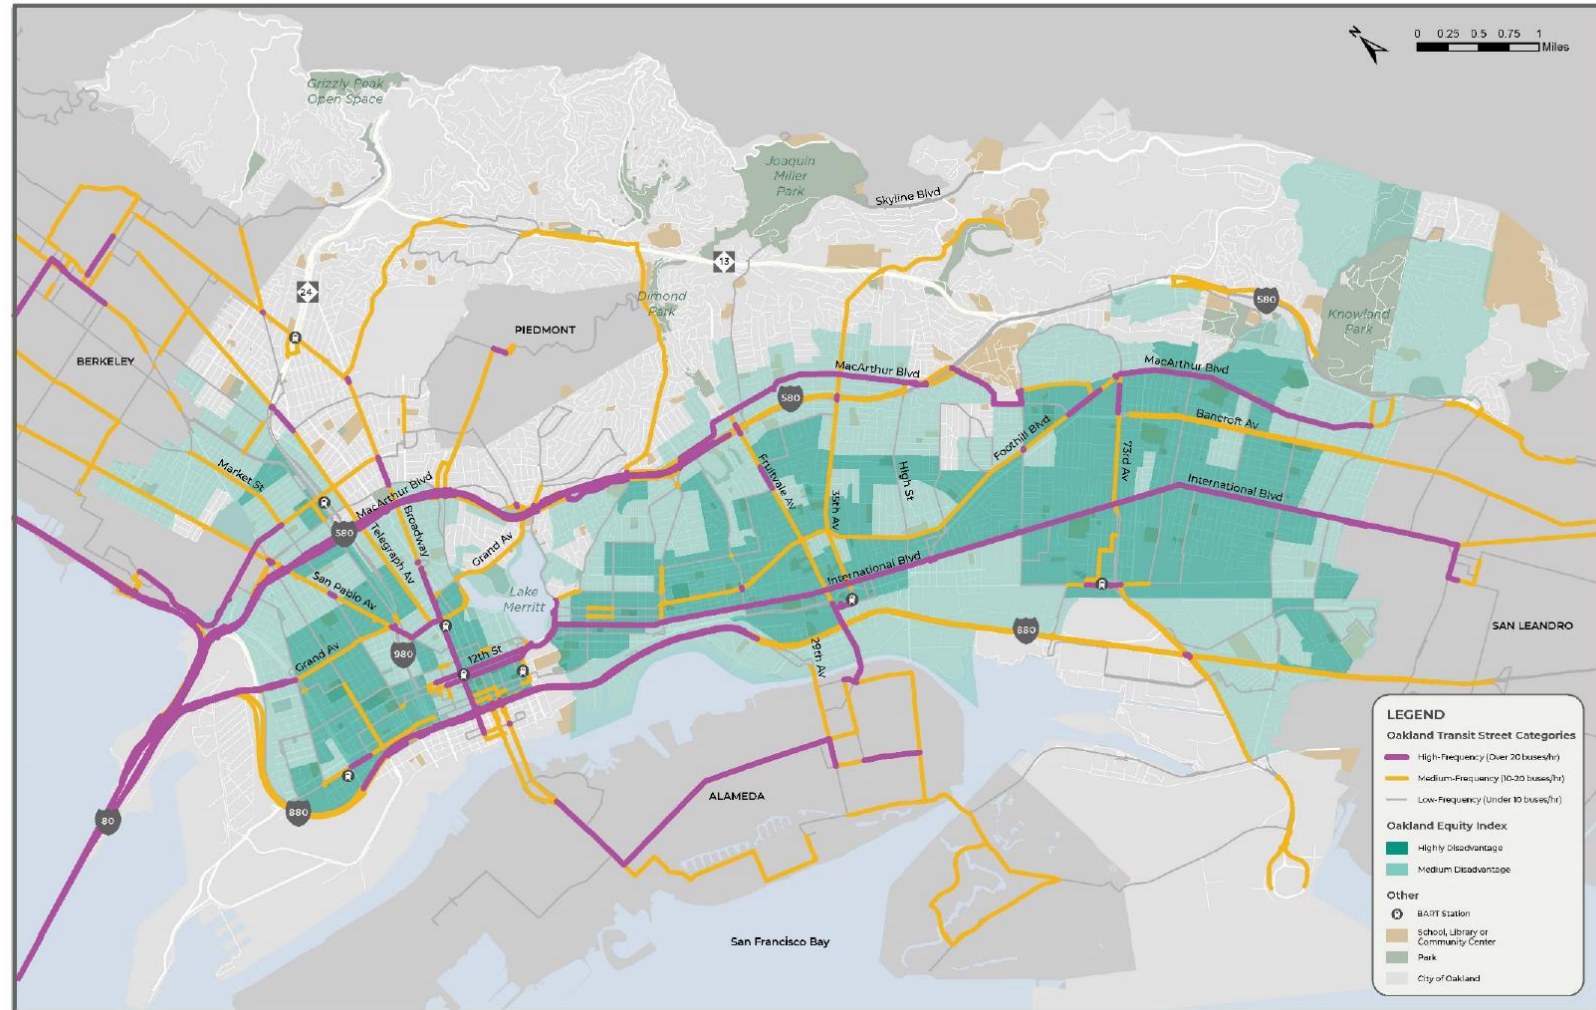 N
0 0.25 0.5 0.75 1
Miles
Grizzly Peak
Open Space
Joaquin
Miller
Park
Skyline Blvd
24
13
Dimond
Park
580
Knowland
Park
PIEDMONT
BERKELEY
MacArthur Blvd
MacArthur Blvd
580
Bancroft Av
Foothill Blvd
Market St
MacArthur Blvd
Fruitvale Av
High St
73rd Av
International Blvd
35th Av
580
Telegraph Av
Broadway
Grand Av
San Pablo Av
Lake
Merritt
International Blvd
880
SAN LEANDRO
Grand Av
980
12th St
29th Av
ALAMEDA
80
880
San Francisco Bay
LEGEND
Oakland Transit Street Categories
High-Frequency (Over 20 buses/hr)
Medium-Frequency (10-20 buses/hr)
Low-Frequency (Under 10 buses/hr)
Oakland Equity Index
Highly Disadvantage
Medium Disadvantage
Other
BART Station
School, Library or
Community Center
Park
City of Oakland